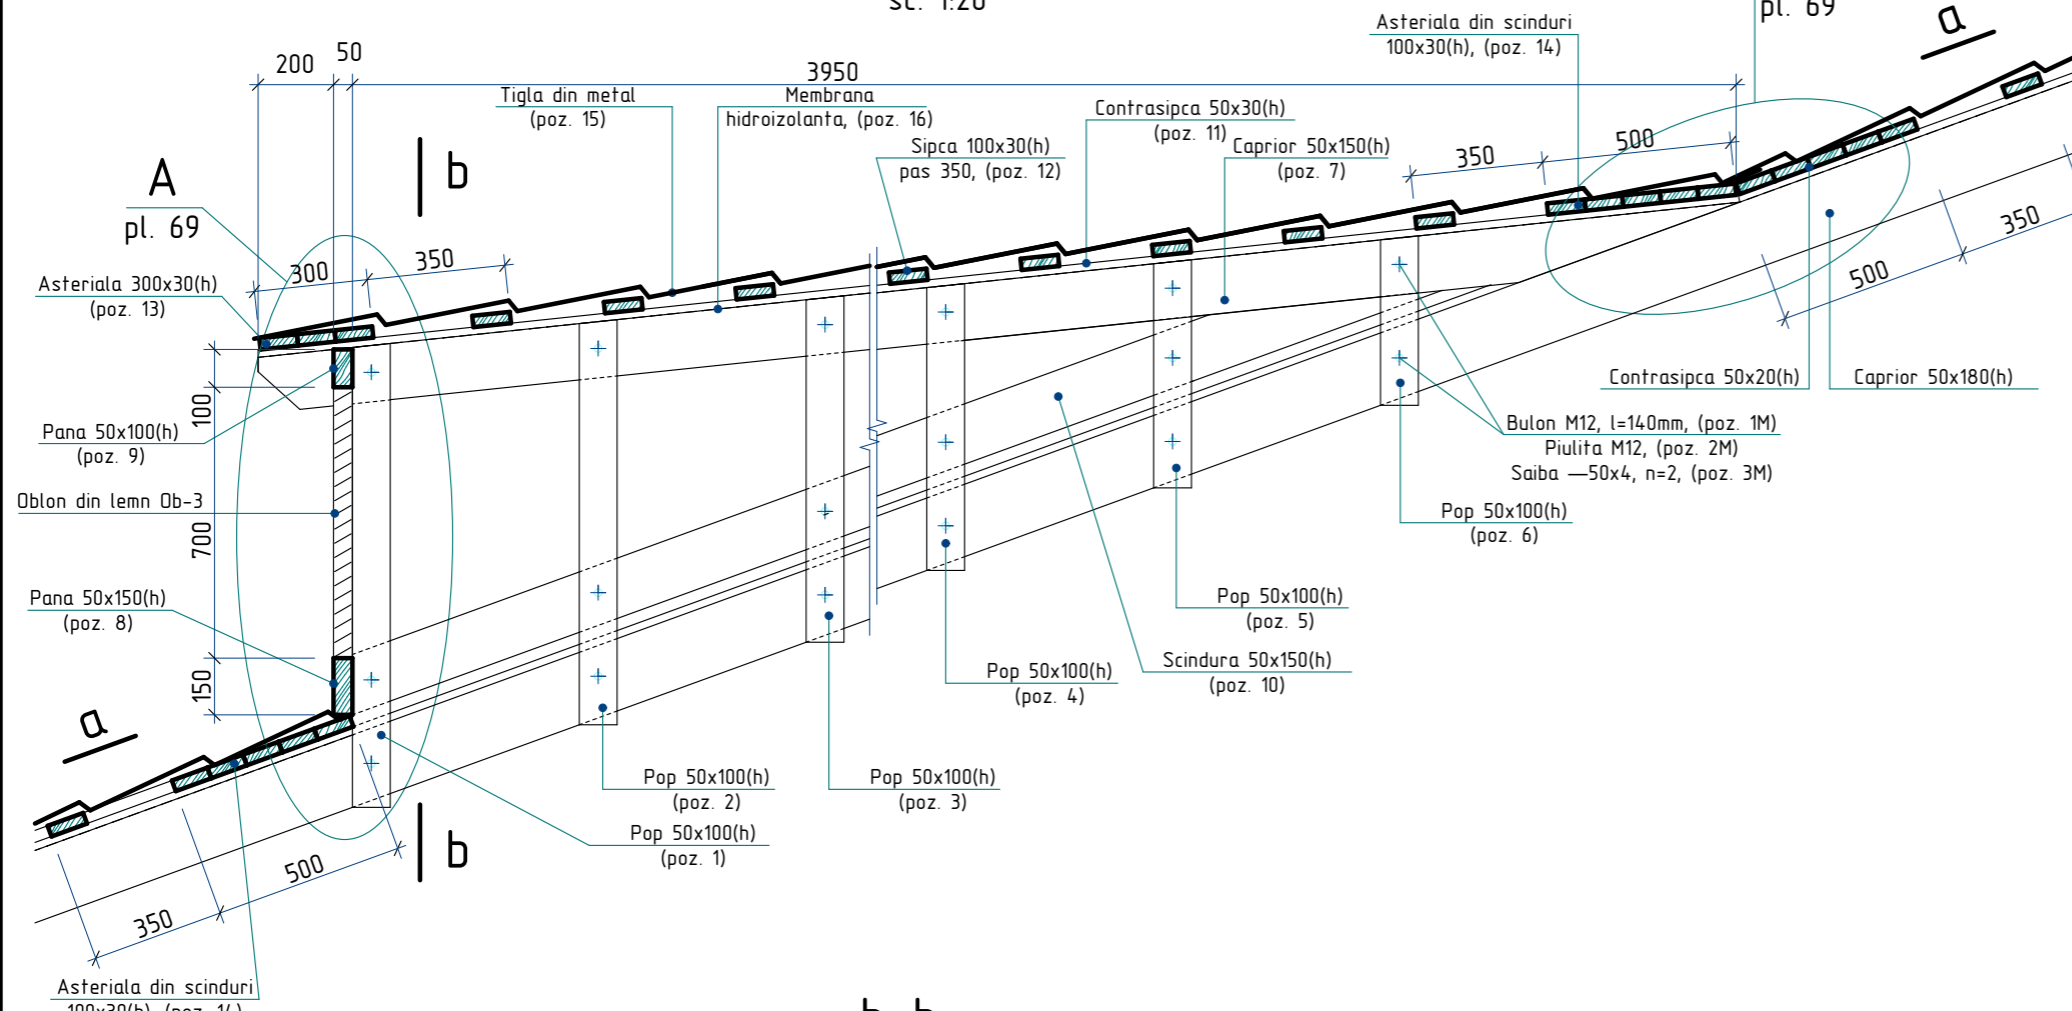 sc. 1:20
pl. 69
a
Asteriala din scinduri
100x30(h), (poz. 14)
200
50
3950
Tigla din metal
(poz. 15)
Membrana
hidroizolanta, (poz. 16)
Contrasipca 50x30(h)
(poz. 11)
Sipca 100x30(h)
pas 350, (poz. 12)
Caprior 50x150(h)
(poz. 7)
350
500
A
pl. 69
b
300
350
Asteriala 300x30(h)
(poz. 13)
350
500
100
Pana 50x100(h)
(poz. 9)
Contrasipca 50x20(h)
Caprior 50x180(h)
Bulon M12, l=140mm, (poz. 1M)
Piulita M12, (poz. 2M)
Saiba —50x4, n=2, (poz. 3M)
Oblon din lemn Ob-3
700
Pop 50x100(h)
(poz. 6)
Pana 50x150(h)
(poz. 8)
Pop 50x100(h)
(poz. 5)
150
Pop 50x100(h)
(poz. 4)
Scindura 50x150(h)
(poz. 10)
a
Pop 50x100(h)
(poz. 2)
Pop 50x100(h)
(poz. 3)
Pop 50x100(h)
(poz. 1)
b
500
350
Asteriala din scinduri
100x30(h), (poz. 14)
b-b